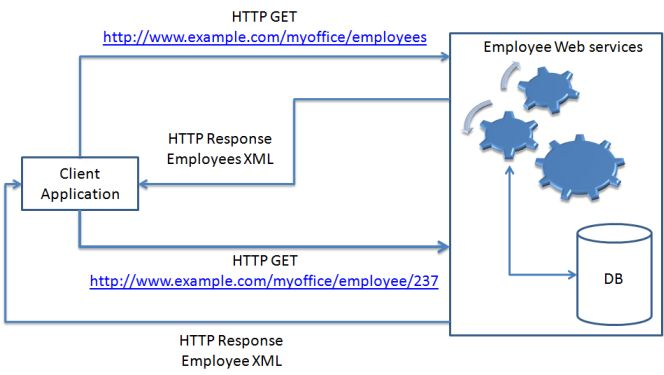 HTTP GET
http://www.example.com/myoffice/employees
Employee Web services
HTTP Response
Employees XML
Client
Application
HTTP GET
http://www.example.com/myoffice/employee/237
DB
HTTP Response
Employee XML